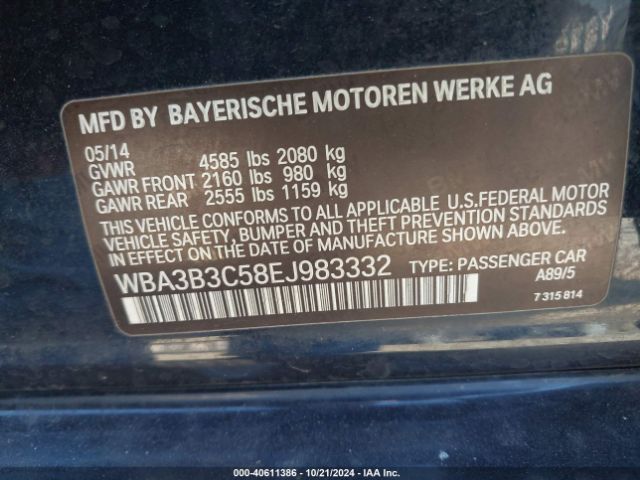 MFD BY BAYERISCHE MOTOREN WERKE AG
05/14
GVWR 4585 lbs 2080 kg
GAWR FRONT 2160 lbs 980 kg
GAWR REAR 2555 lbs 1159 kg
THIS VEHICLE CONFORMS TO ALL APPLICABLE U.S.FEDERAL MOTOR
VEHICLE SAFETY, BUMPER AND THEFT PREVENTION STANDARDS
IN EFFECT ON THE DATE OF MANUFACTURE SHOWN ABOVE.
WBA3B3C58EJ983332 TYPE: PASSENGER CAR
A89/5
7 315 814
000-40611386 - 10/21/2024 - IAA Inc.